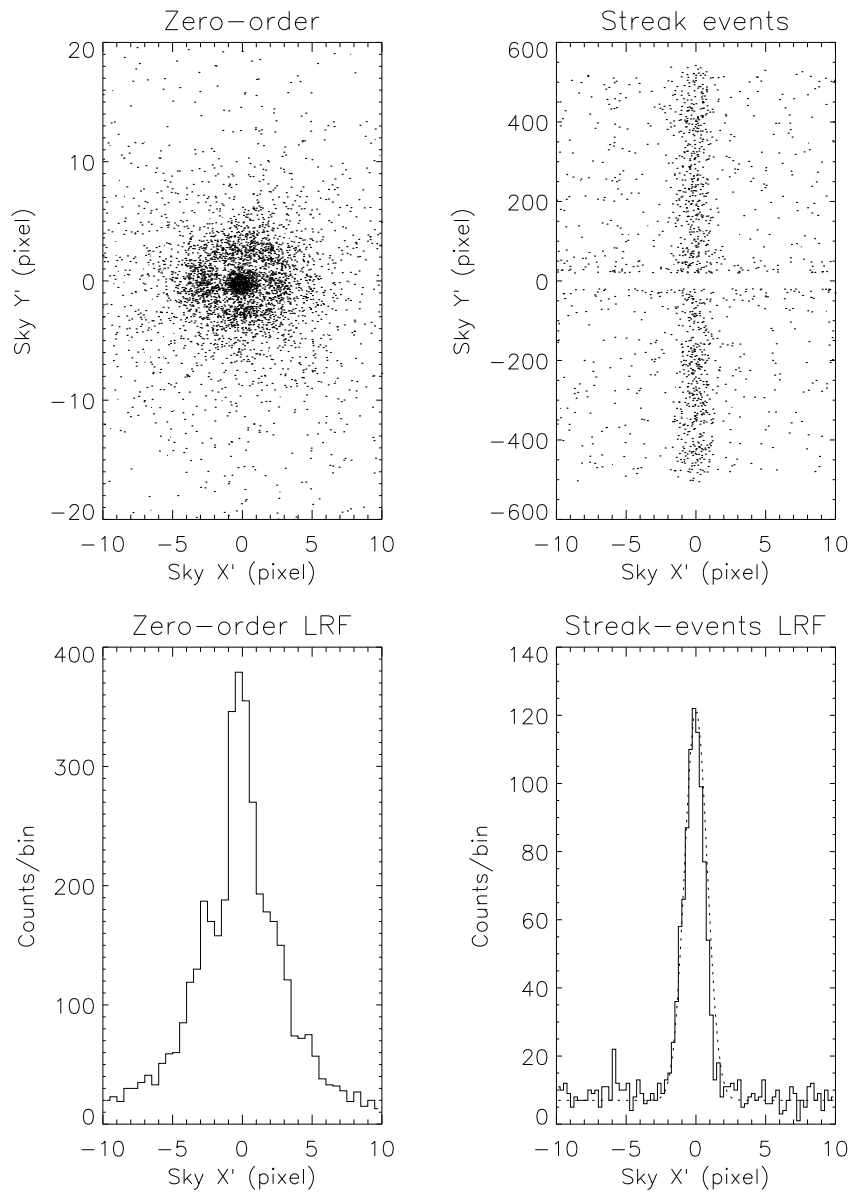 Zero-order
20
10
0
-10
-20
Sky Y' (pixel)
-10 -5 0 5 10
Sky X' (pixel)
Streak events
600
400
200
0
-200
-400
-600
Sky Y' (pixel)
-10 -5 0 5 10
Sky X' (pixel)
Zero-order LRF
400
300
200
100
0
Counts/bin
-10 -5 0 5 10
Sky X' (pixel)
Streak-events LRF
140
120
100
80
60
40
20
0
Counts/bin
-10 -5 0 5 10
Sky X' (pixel)